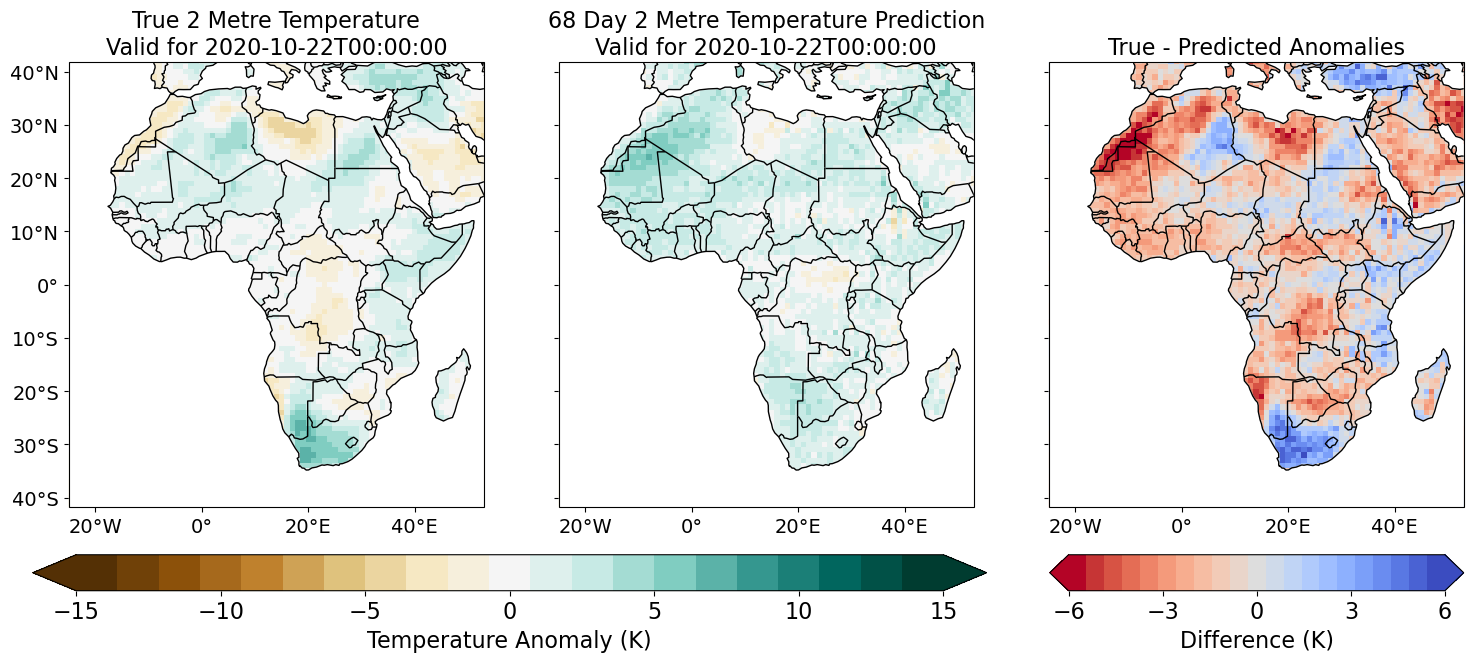 True 2 Metre Temperature
Valid for 2020-10-22T00:00:00
68 Day 2 Metre Temperature Prediction
Valid for 2020-10-22T00:00:00
True - Predicted Anomalies
40°N
30°N
20°N
10°N
0°
10°S
20°S
30°S
40°S
20°W 0° 20°E 40°E
20°W 0° 20°E 40°E
20°W 0° 20°E 40°E
−15 −10 −5 0 5 10 15
Temperature Anomaly (K)
−6 −3 0 3 6
Difference (K)